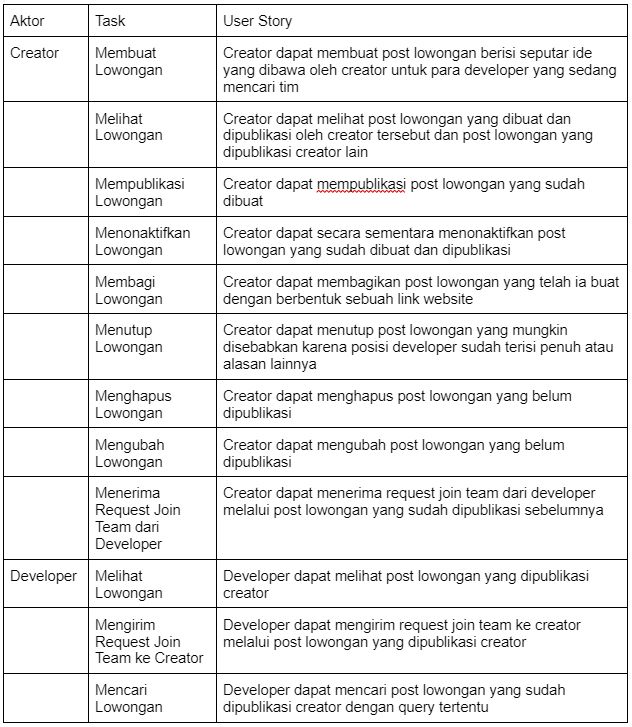 Aktor Task User Story
Creator Membuat Creator dapat membuat post lowongan berisi seputar ide
Lowongan yang dibawa oleh creator untuk para developer yang sedang
mencari tim
Melihat Creator dapat melihat post lowongan yang dibuat dan
Lowongan dipublikasi oleh creator tersebut dan post lowongan yang
dipublikasi creator lain
Mempublikasi Creator dapat mempublikasi post lowongan yang sudah
Lowongan dibuat
Menonaktifkan Creator dapat secara sementara menonaktifkan post
Lowongan lowongan yang sudah dibuat dan dipublikasi
Membagi Creator dapat membagikan post lowongan yang telah ia buat
Lowongan dengan berbentuk sebuah link website
Menutup Creator dapat menutup post lowongan yang mungkin
Lowongan disebabkan karena posisi developer sudah terisi penuh atau
alasan lainnya
Menghapus Creator dapat menghapus post lowongan yang belum
Lowongan dipublikasi
Mengubah Creator dapat mengubah post lowongan yang belum
Lowongan dipublikasi
Menerima Creator dapat menerima request join team dari developer
Request Join melalui post lowongan yang sudah dipublikasi sebelumnya
Team dari
Developer
Developer Melihat Developer dapat melihat post lowongan yang dipublikasi
Lowongan creator
Mengirim Developer dapat mengirim request join team ke creator
Request Join melalui post lowongan yang dipublikasi creator
Team ke Creator
Mencari Developer dapat mencari post lowongan yang sudah
Lowongan dipublikasi creator dengan query tertentu